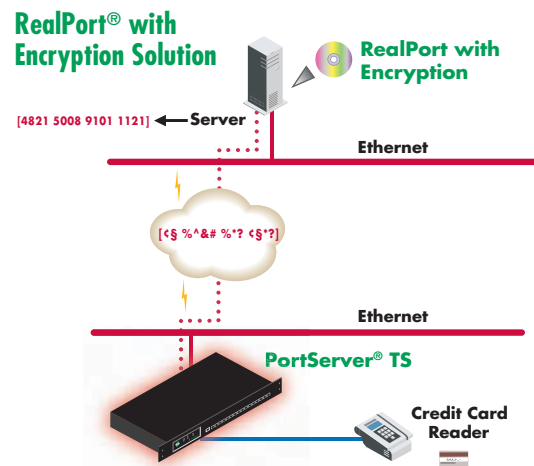 RealPort® with
Encryption Solution
RealPort with
Encryption
[4821 5008 9101 1121]
Server
Ethernet
[¢§ %^&# %*? ¢§*?]
Ethernet
PortServer® TS
Credit Card
Reader